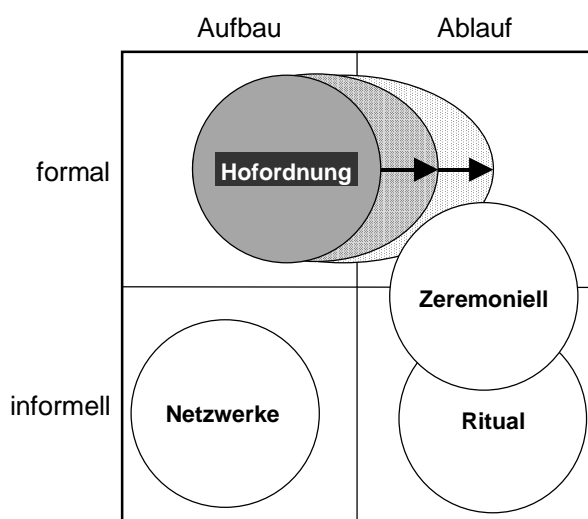 Aufbau Ablauf
formal
Hofordnung
Zeremoniell
informell
Netzwerke
Ritual